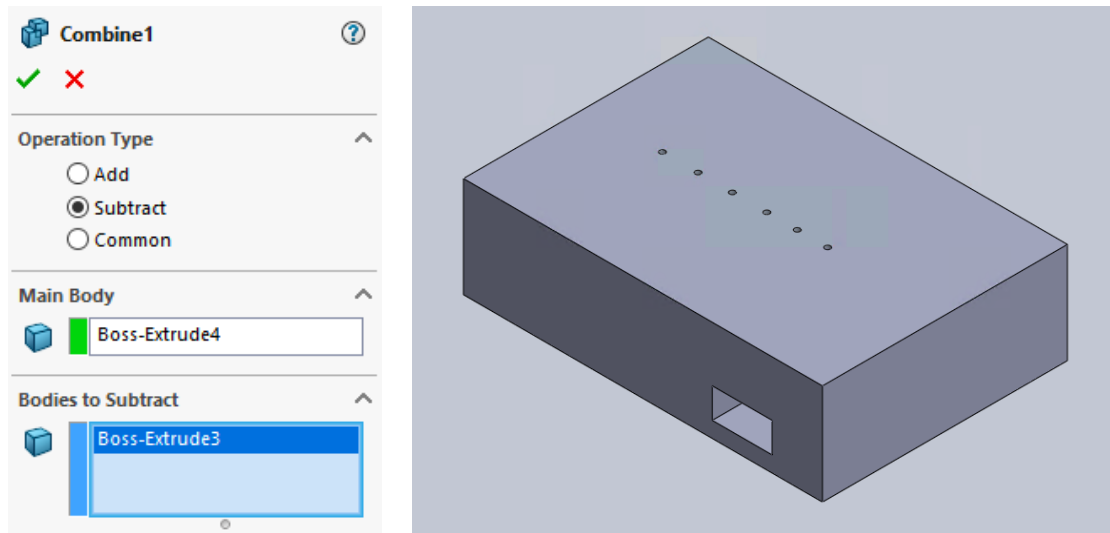 Combine1
?
Operation Type
Add
Subtract
Common
Main Body
Boss-Extrude4
Bodies to Subtract
Boss-Extrude3